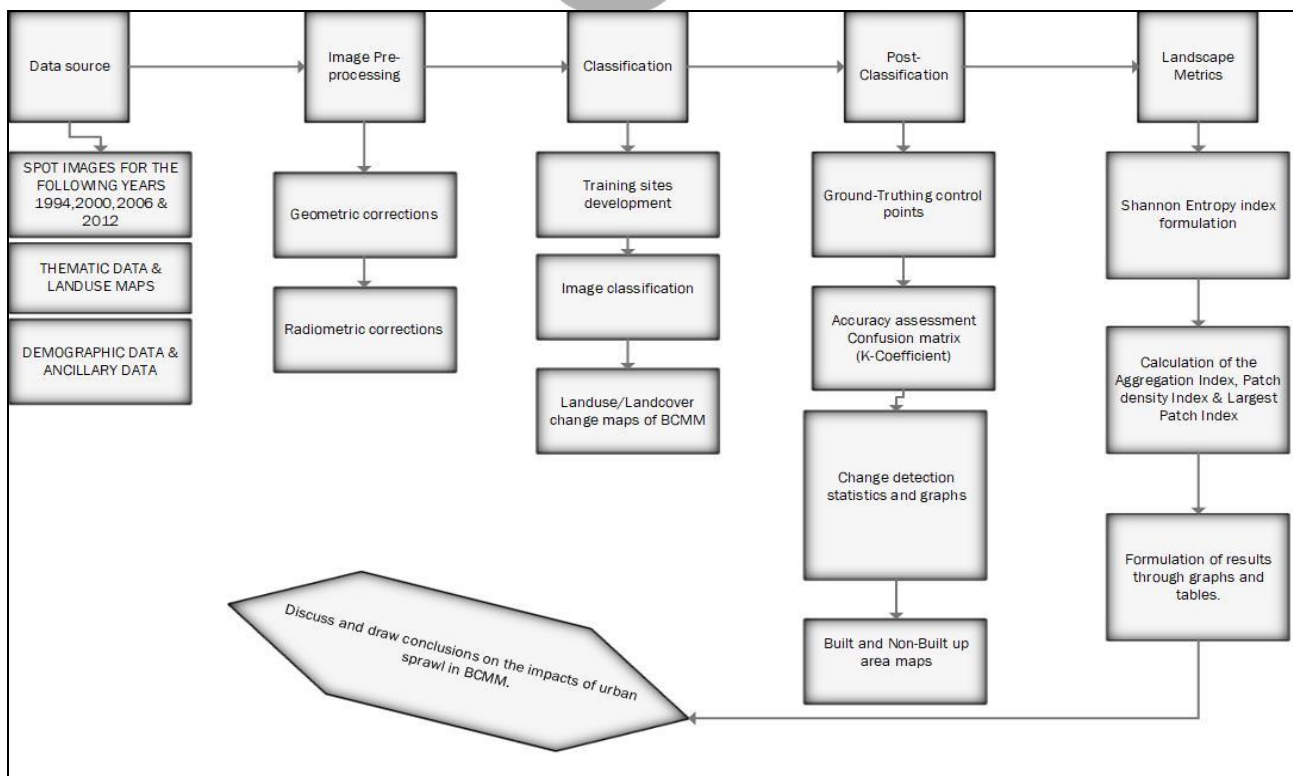 Data source
Image Pre-
processing
Classification
Post-
Classification
Landscape
Metrics
SPOT IMAGES FOR THE
FOLLOWING YEARS
1994,2000,2006 &
2012
THEMATIC DATA &
LANDUSE MAPS
DEMOGRAPHIC DATA &
ANCILLARY DATA
Geometric corrections
Radiometric corrections
Training sites
development
Image classification
Landuse/Landcover
change maps of BCMM
Ground-Truthing control
points
Accuracy assessment
Confusion matrix
(K-Coefficient)
Change detection
statistics and graphs
Built and Non-Built up
area maps
Shannon Entropy index
formulation
Calculation of the
Aggregation Index, Patch
density Index & Largest
Patch Index
Formulation of results
through graphs and
tables.
Discuss and draw conclusions on the impacts of urban
sprawl in BCMM.